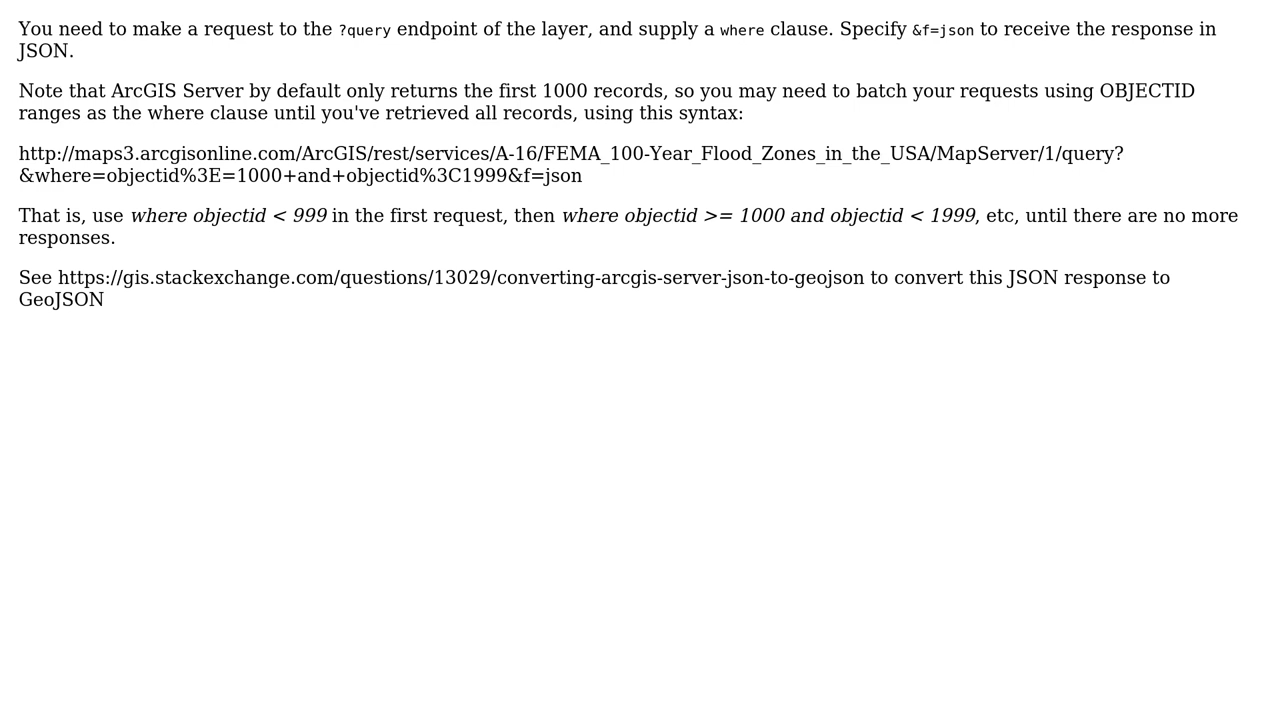 You need to make a request to the ?query endpoint of the layer, and supply a where clause. Specify &f=json to receive the response in
JSON.
Note that ArcGIS Server by default only returns the first 1000 records, so you may need to batch your requests using OBJECTID
ranges as the where clause until you've retrieved all records, using this syntax:
http://maps3.arcgisonline.com/ArcGIS/rest/services/A-16/FEMA_100-Year_Flood_Zones_in_the_USA/MapServer/1/query?
&where=objectid%3E=1000+and+objectid%3C1999&f=json
That is, use where objectid < 999 in the first request, then where objectid >= 1000 and objectid < 1999, etc, until there are no more
responses.
See https://gis.stackexchange.com/questions/13029/converting-arcgis-server-json-to-geojson to convert this JSON response to
GeoJSON